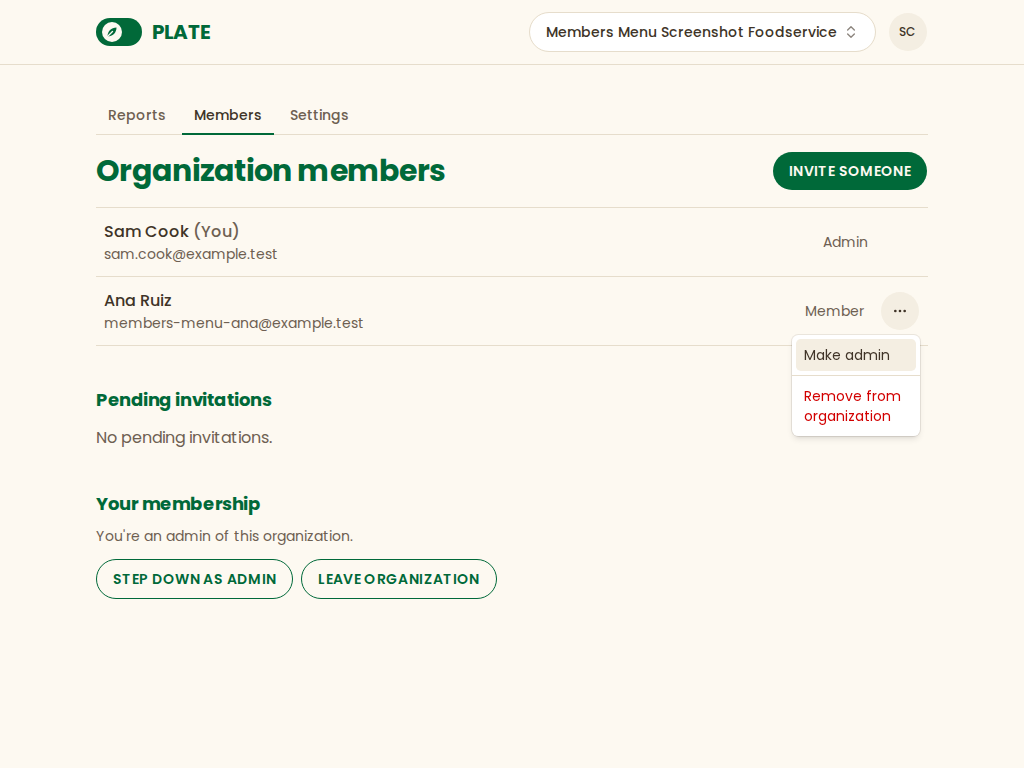 PLATE
Members Menu Screenshot Foodservice
SC
Reports
Members
Settings
Organization members
INVITE SOMEONE
Sam Cook (You)
sam.cook@example.test
Admin
Ana Ruiz
members-menu-ana@example.test
Member
Make admin
Remove from
organization
Pending invitations
No pending invitations.
Your membership
You're an admin of this organization.
STEP DOWN AS ADMIN
LEAVE ORGANIZATION